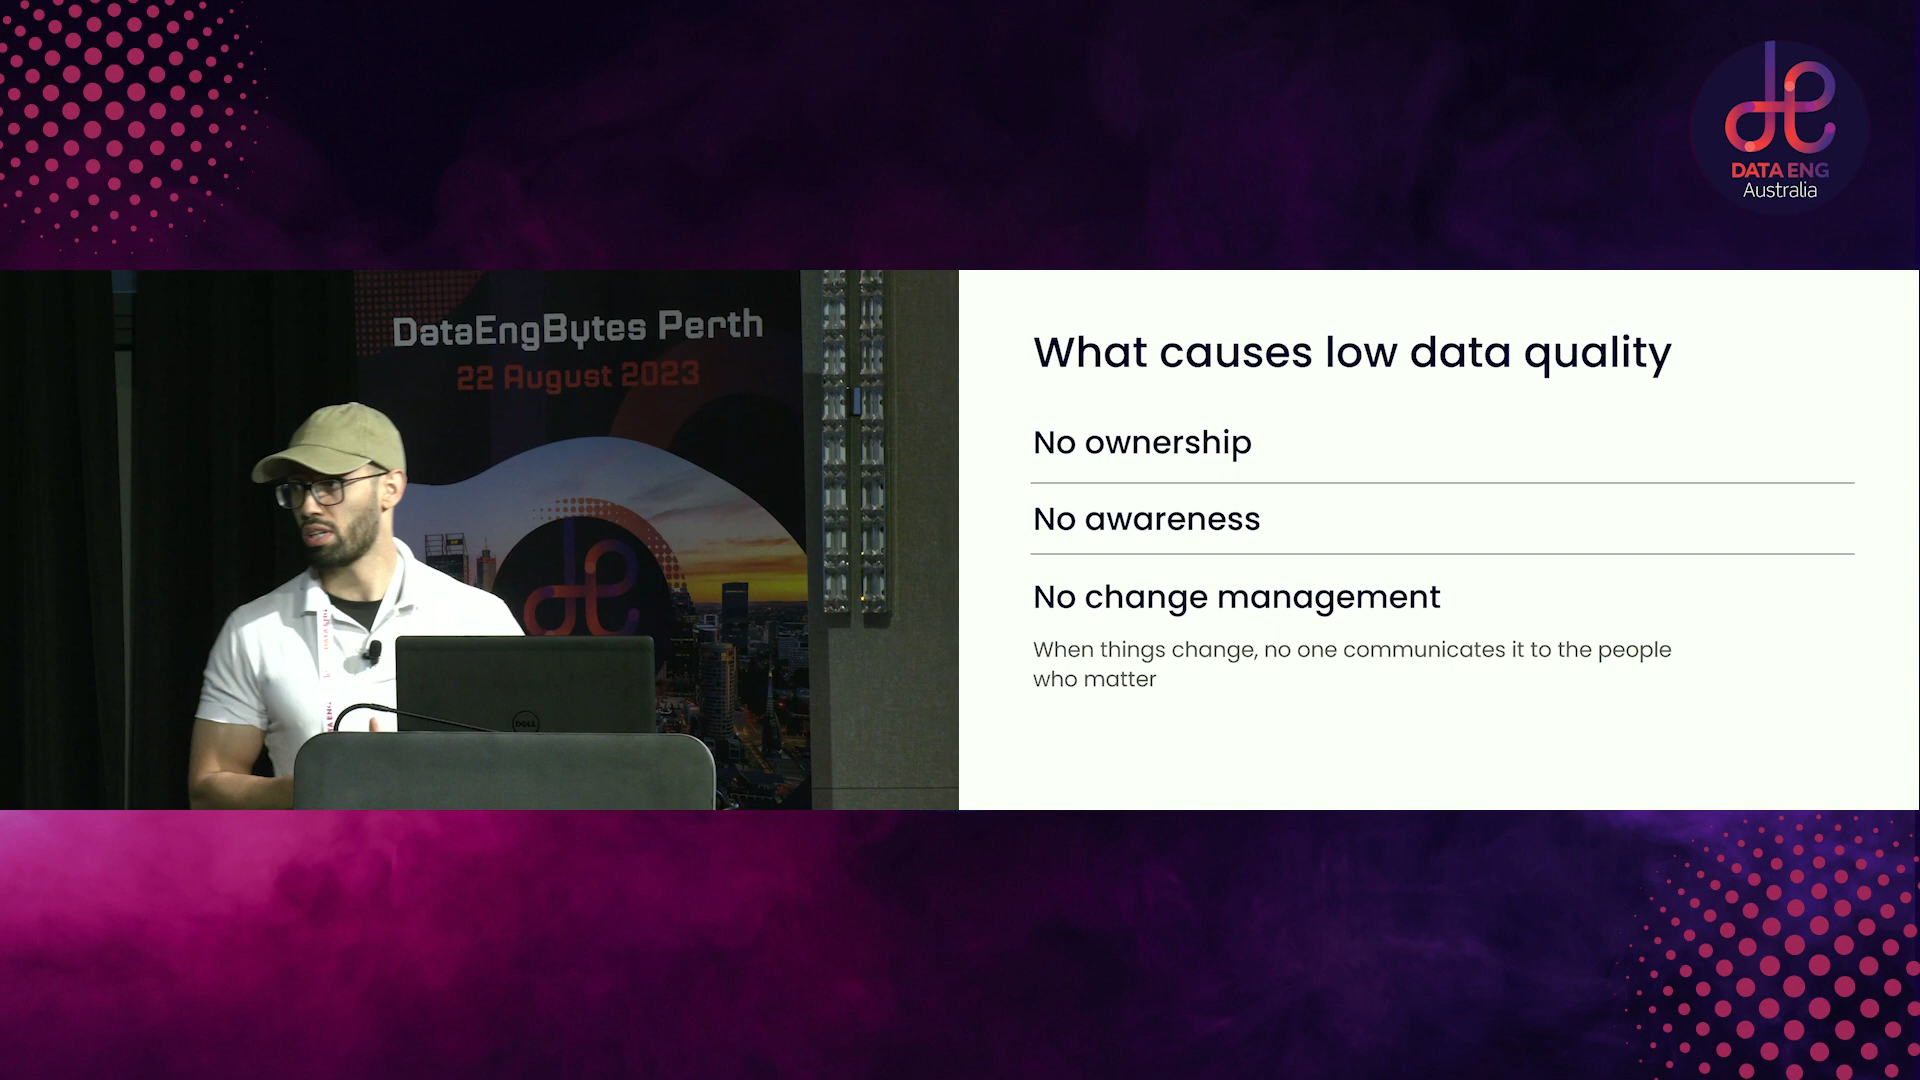 DATA ENG
Australia
DataEngBytes Perth
22 August 2023
DELL
What causes low data quality
No ownership
No awareness
No change management
When things change, no one communicates it to the people
who matter